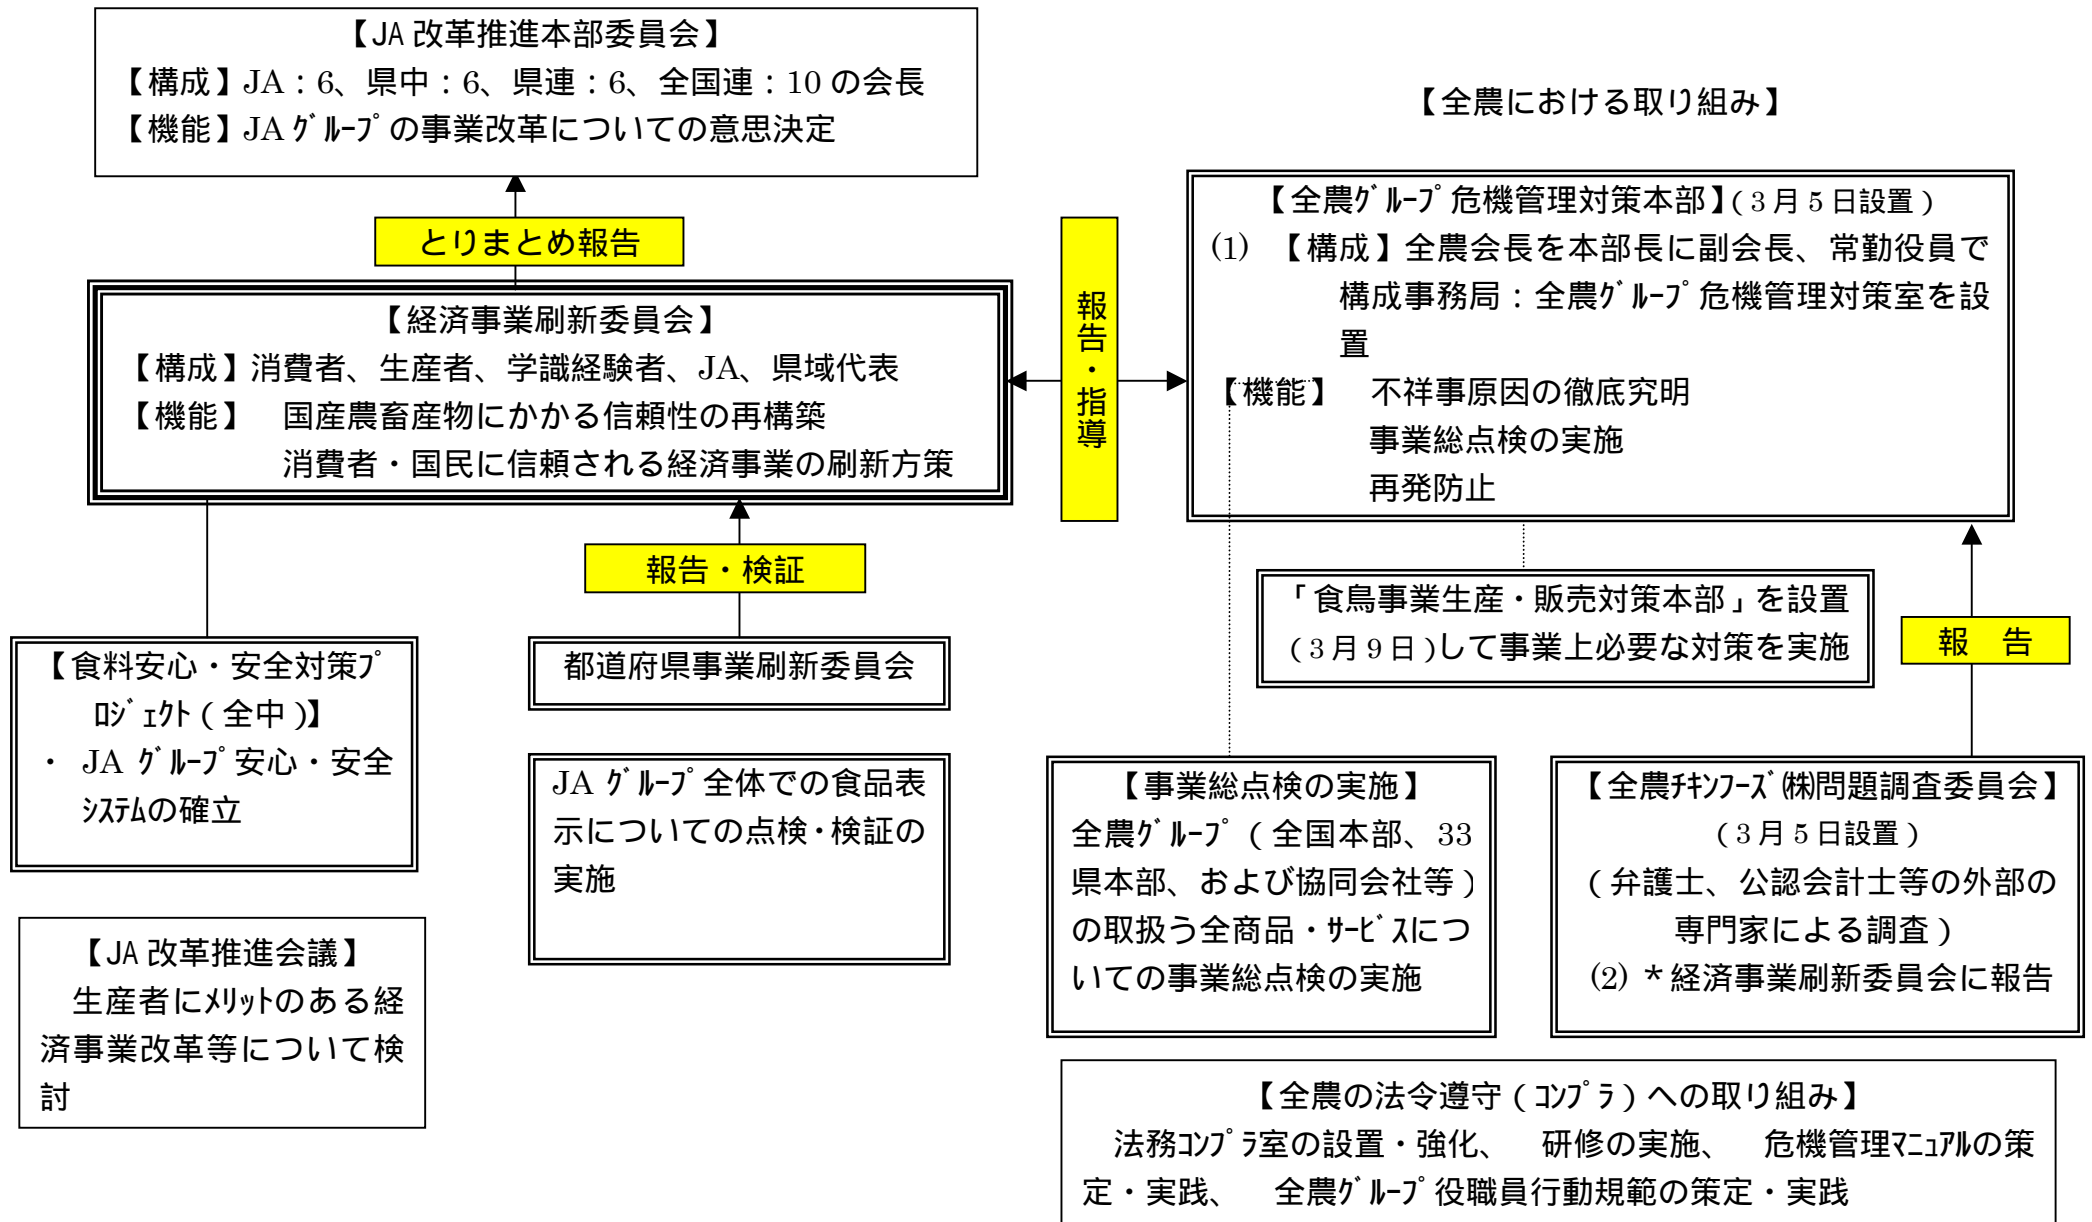 【JA 改革推進本部委員会】
【構成】JA：6、県中：6、県連：6、全国連：10 の会長
【機能】JA ｸﾞﾙｰﾌﾟの事業改革についての意思決定
とりまとめ報告
【経済事業刷新委員会】
【構成】消費者、生産者、学識経験者、JA、県域代表
【機能】　国産農畜産物にかかる信頼性の再構築
消費者・国民に信頼される経済事業の刷新方策
報告・検証
【食料安心・安全対策ﾌﾟ
ﾛｼﾞｪｸﾄ（全中）】
・ JA ｸﾞﾙｰﾌﾟ安心・安全
ｼｽﾃﾑの確立
都道府県事業刷新委員会
JA ｸﾞﾙｰﾌﾟ全体での食品表
示についての点検・検証の
実施
【JA 改革推進会議】
生産者にﾒﾘｯﾄのある経
済事業改革等について検
討
報告・指導
【全農における取り組み】
【全農ｸﾞﾙｰﾌﾟ危機管理対策本部】（3 月 5 日設置）
(1) 【構成】全農会長を本部長に副会長、常勤役員で
構成事務局：全農ｸﾞﾙｰﾌﾟ危機管理対策室を設
置
【機能】　不祥事原因の徹底究明
事業総点検の実施
再発防止
「食鳥事業生産・販売対策本部」を設置
（3 月 9 日）して事業上必要な対策を実施
報　告
【事業総点検の実施】
全農ｸﾞﾙｰﾌﾟ（全国本部、33
県本部、および協同会社等）
の取扱う全商品・ｻｰﾋﾞｽにつ
いての事業総点検の実施
【全農ﾁｷﾝﾌｰｽﾞ㈱問題調査委員会】
（3 月 5 日設置）
（弁護士、公認会計士等の外部の
専門家による調査）
(2) *経済事業刷新委員会に報告
【全農の法令遵守（ｺﾝﾌﾟﾗ）への取り組み】
法務ｺﾝﾌﾟﾗ室の設置・強化、　研修の実施、　危機管理ﾏﾆｭｱﾙの策
定・実践、　全農ｸﾞﾙｰﾌﾟ役職員行動規範の策定・実践